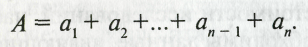 A = a₁ + a₂ +...+ aₙ ₋ ₁ + aₙ.